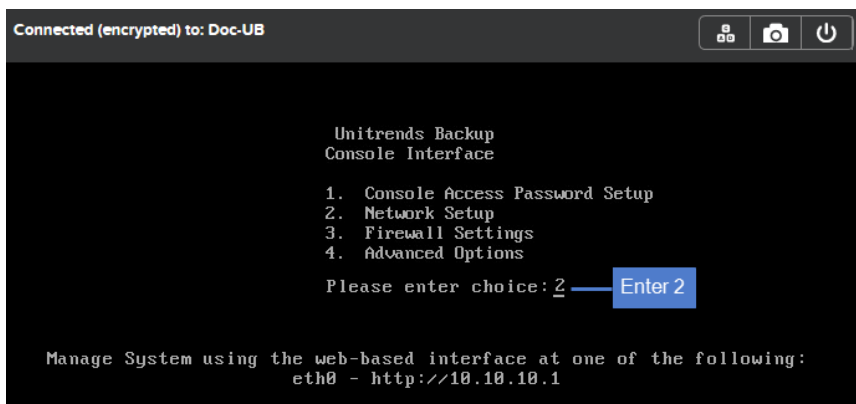 Connected (encrypted) to: Doc-UB
Unitrends Backup
Console Interface
1. Console Access Password Setup
2. Network Setup
3. Firewall Settings
4. Advanced Options
Please enter choice:2 Enter 2
Manage System using the web-based interface at one of the following:
eth0 - http://10.10.10.1